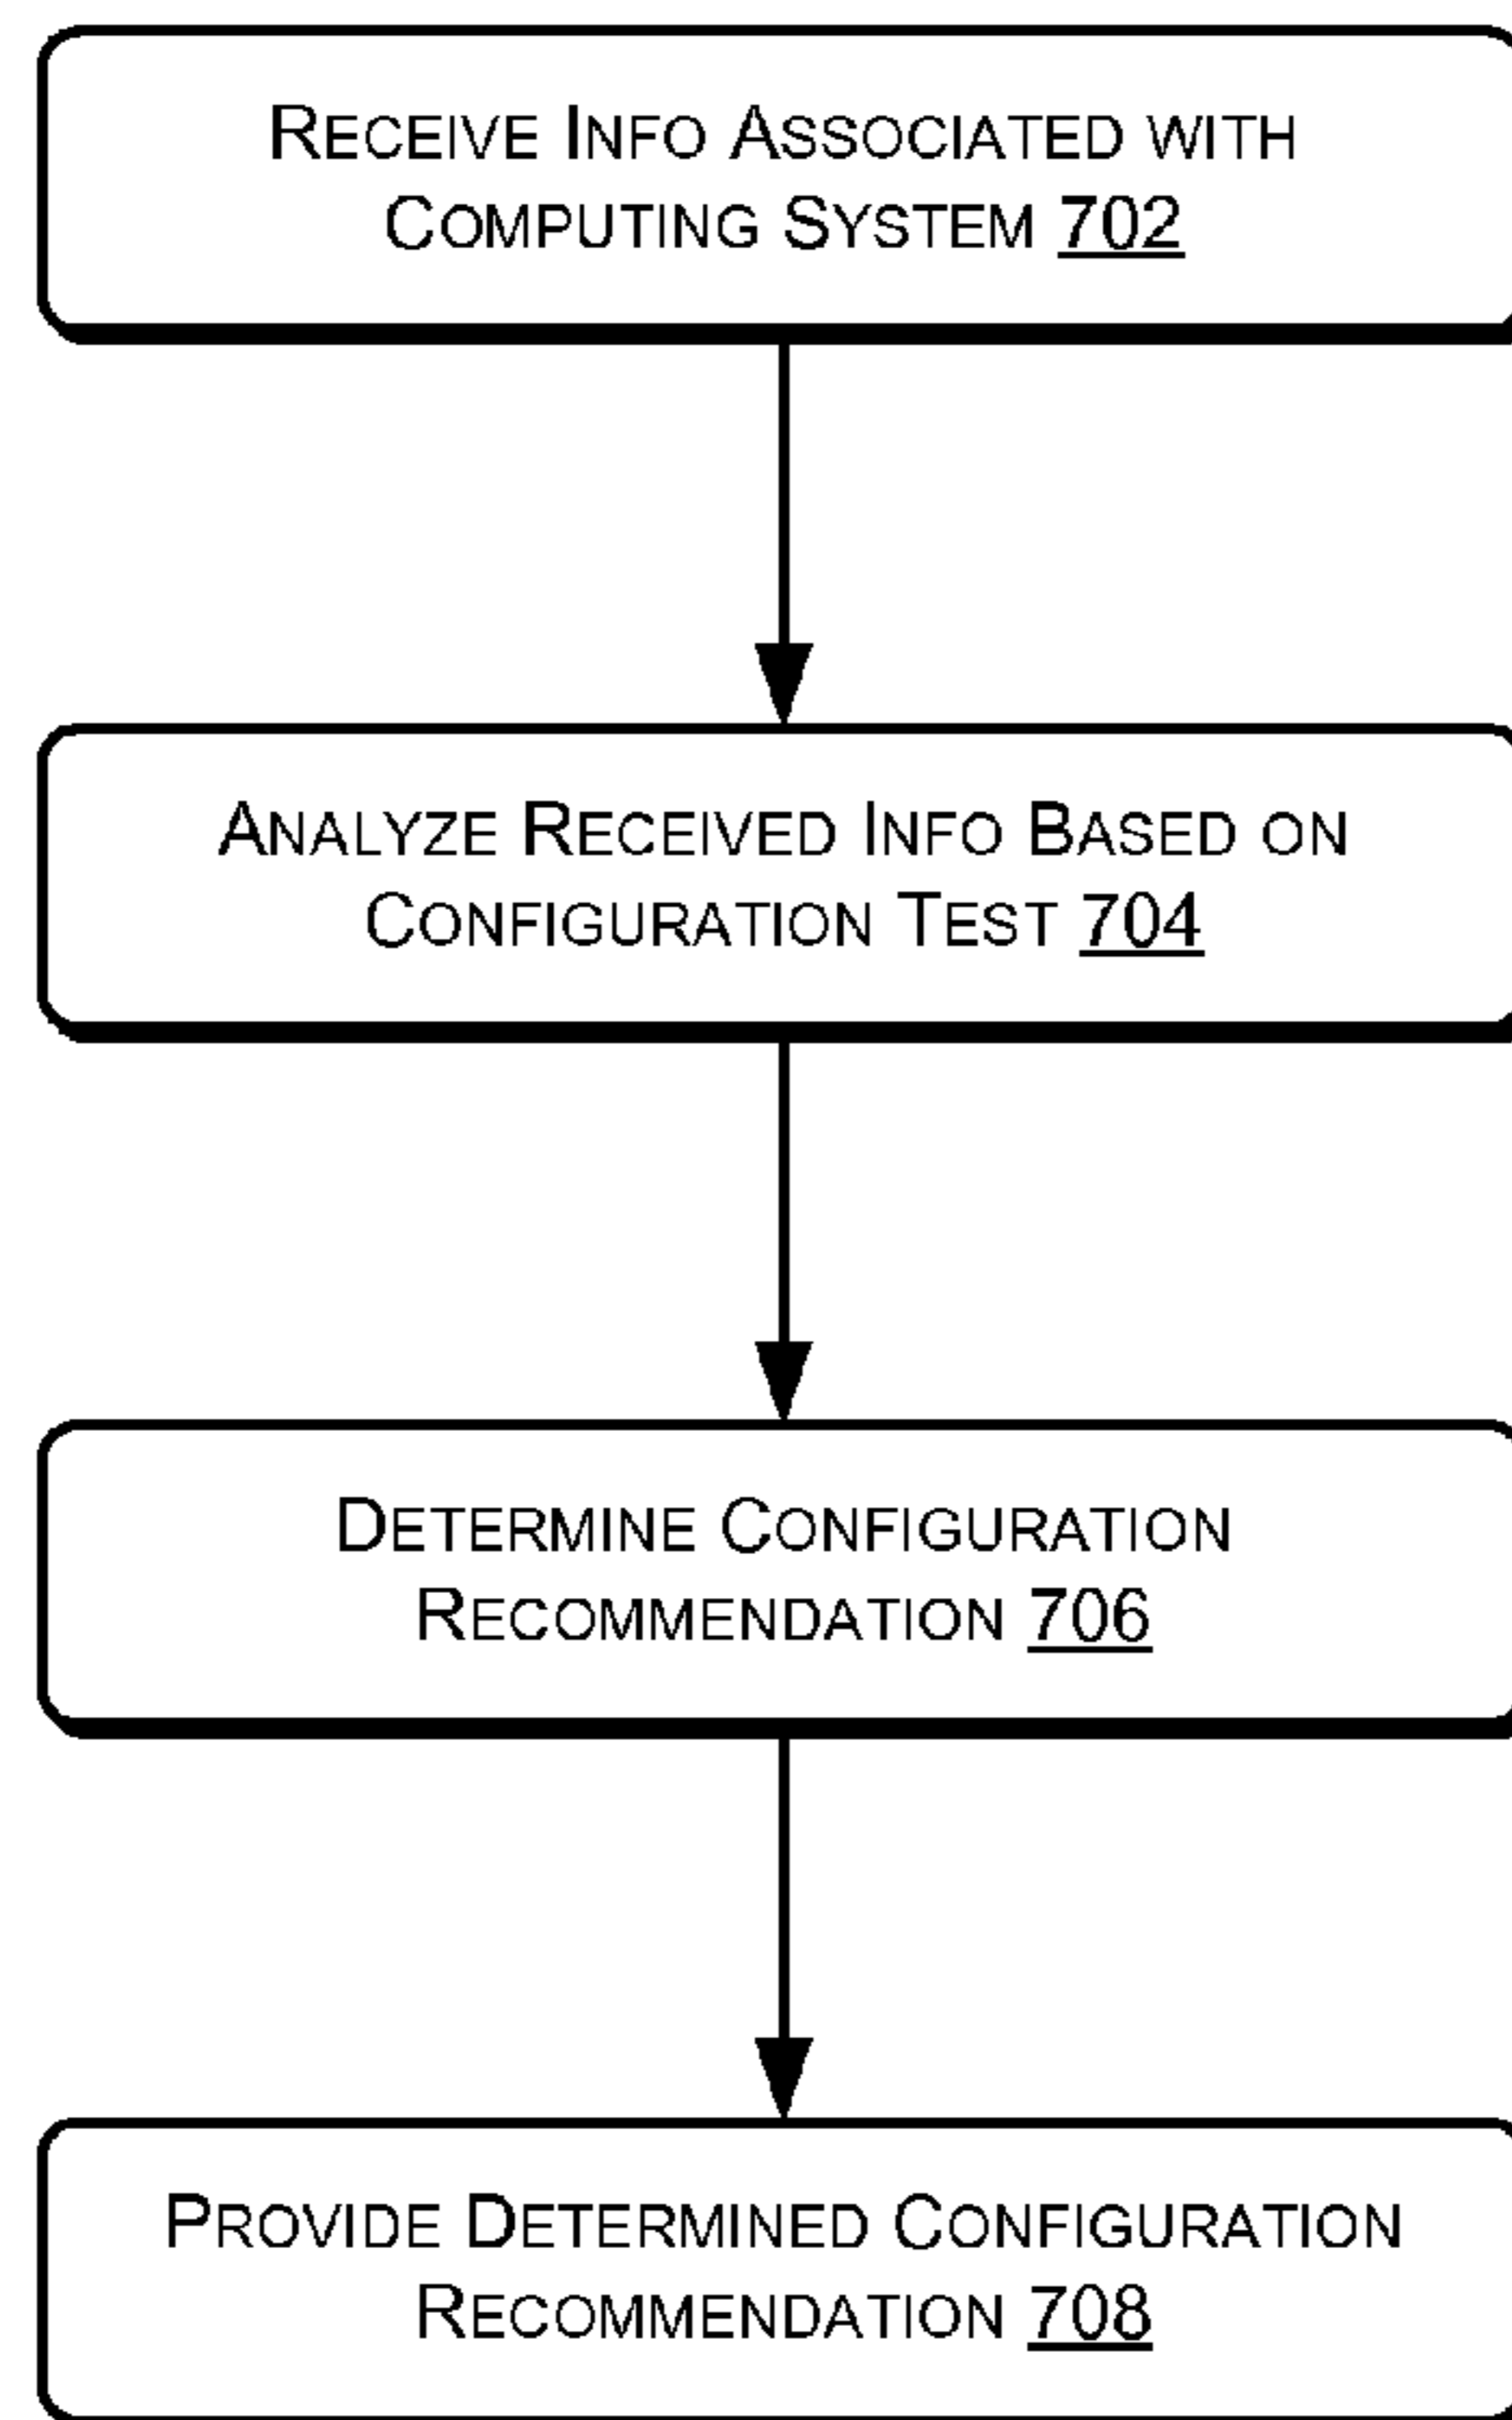 RECEIVE INFO ASSOCIATED WITH
COMPUTING SYSTEM 702
ANALYZE RECEIVED INFO BASED ON
CONFIGURATION TEST 704
DETERMINE CONFIGURATION
RECOMMENDATION 706
PROVIDE DETERMINED CONFIGURATION
RECOMMENDATION 708